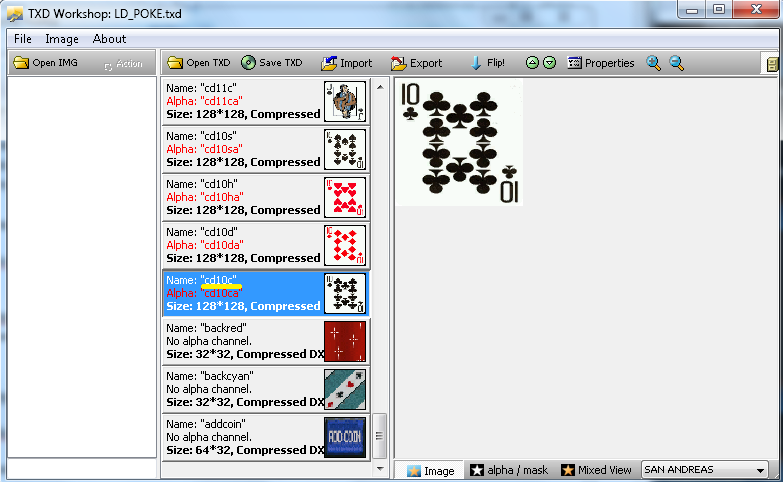 TXD Workshop: LD_POKE.txd
File Image About
Open IMG Action Open TXD Save TXD Import Export Flip! Properties
Name: "cd11c"
Alpha: "cd11ca"
Size: 128*128, Compressed
Name: "cd10s"
Alpha: "cd10sa"
Size: 128*128, Compressed
Name: "cd10h"
Alpha: "cd10ha"
Size: 128*128, Compressed
Name: "cd10d"
Alpha: "cd10da"
Size: 128*128, Compressed
Name: "cd10c"
Alpha: "cd10ca"
Size: 128*128, Compressed
Name: "backred"
No alpha channel.
Size: 32*32, Compressed DX
Name: "backcyan"
No alpha channel.
Size: 32*32, Compressed DX
Name: "addcoin"
No alpha channel.
Size: 64*32, Compressed DX
ADD COIN
10
10
Image alpha / mask Mixed View SAN ANDREAS